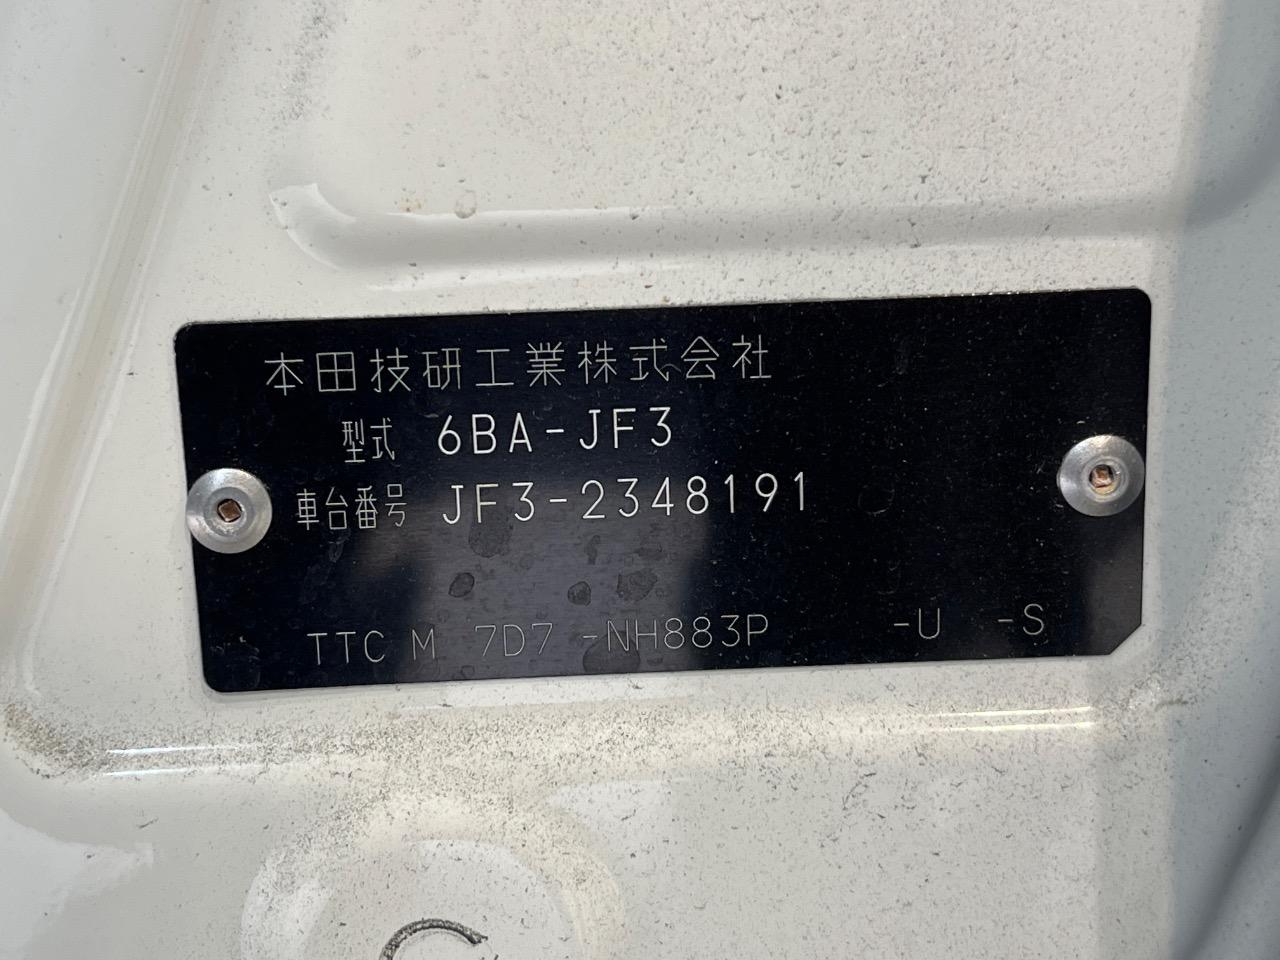 本田技研工業株式会社
型式 6BA-JF3
車台番号 JF3-2348191
TTC M 7D7 -NH883P -U -S